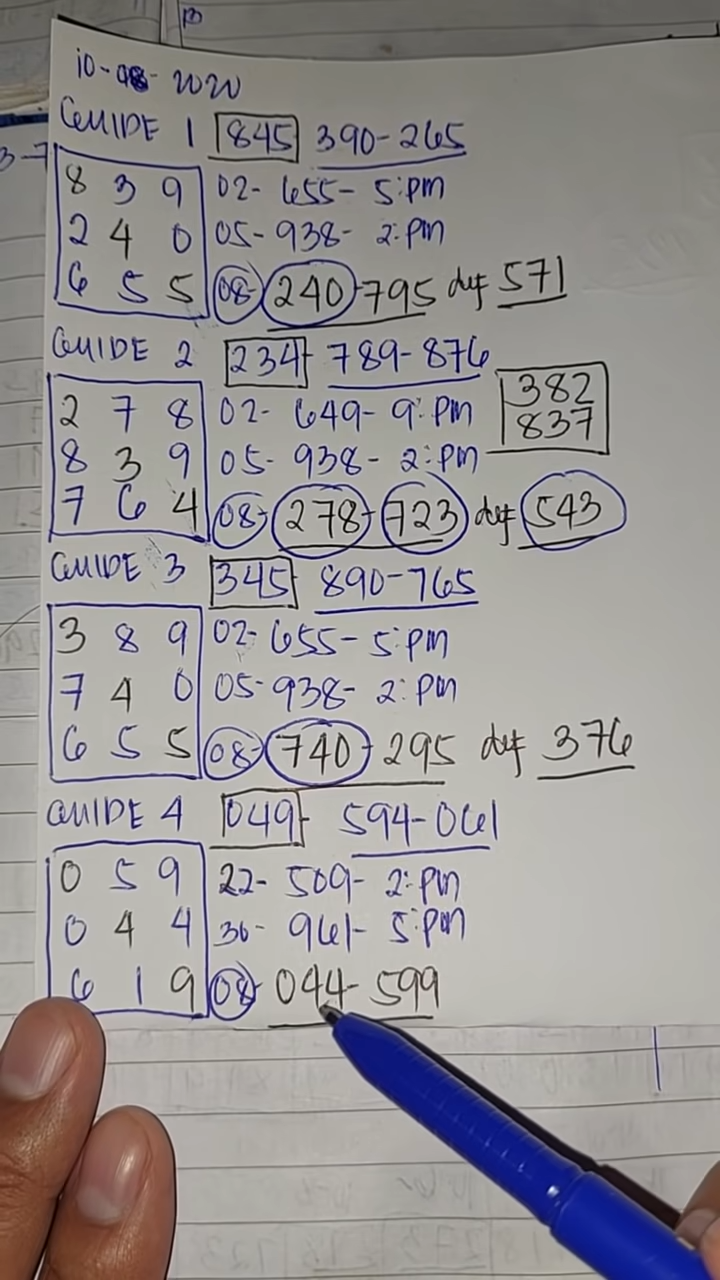 10-08-2020
GUIDE 1 845 390-265
8 3 9 02- 655- 5:PM
2 4 0 05- 938- 2:PM
6 5 5 08- 240-795 def 571
GUIDE 2 234- 789-876
2 7 8 02- 649- 9:PM
382
8 3 9 05- 938- 2:PM
837
7 6 4 08- 278-723 def 543
GUIDE 3 345- 890-765
3 8 9 02- 655- 5:PM
7 4 0 05- 938- 2:PM
6 5 5 08- 740-295 def 376
GUIDE 4 049- 594-061
0 5 9 22- 509- 2:PM
0 4 4 30- 961- 5:PM
6 1 9 08- 044-599